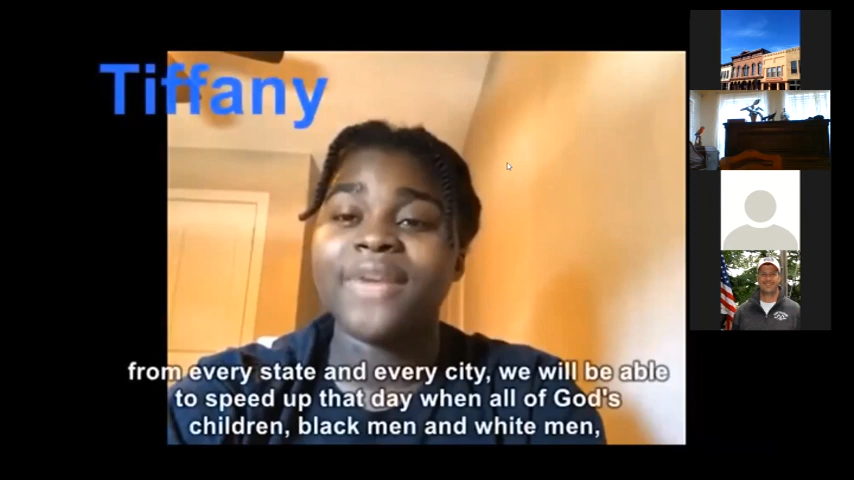 Tiffany
from every state and every city, we will be able
to speed up that day when all of God's
children, black men and white men,